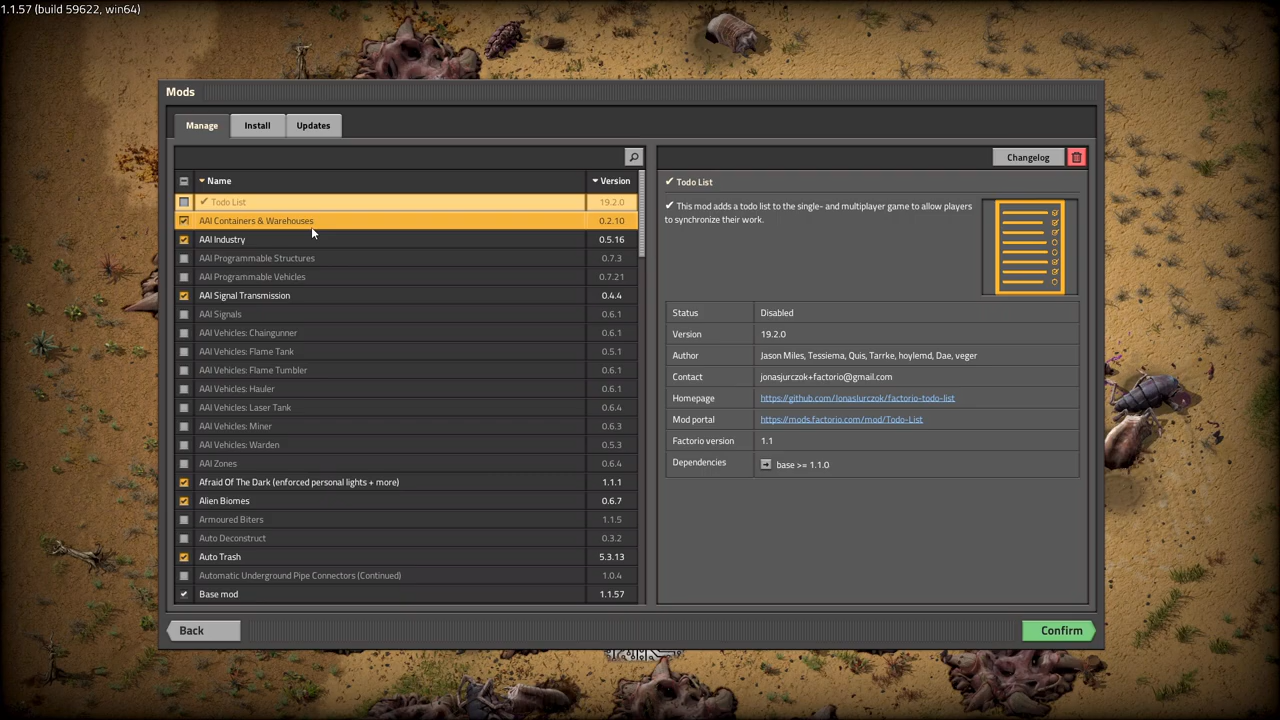 1.1.57 (build 59622, win64)
Mods
Manage Install Updates
Name Version
✔ Todo List 19.2.0
AAI Containers & Warehouses 0.2.10
AAI Industry 0.5.16
AAI Programmable Structures 0.7.3
AAI Programmable Vehicles 0.7.21
AAI Signal Transmission 0.4.4
AAI Signals 0.6.1
AAI Vehicles: Chaingunner 0.6.1
AAI Vehicles: Flame Tank 0.5.1
AAI Vehicles: Flame Tumbler 0.6.1
AAI Vehicles: Hauler 0.6.1
AAI Vehicles: Laser Tank 0.6.4
AAI Vehicles: Miner 0.6.3
AAI Vehicles: Warden 0.5.3
AAI Zones 0.6.4
Afraid Of The Dark (enforced personal lights + more) 1.1.1
Alien Biomes 0.6.7
Armoured Biters 1.1.5
Auto Deconstruct 0.3.2
Auto Trash 5.3.13
Automatic Underground Pipe Connectors (Continued) 1.0.4
Base mod 1.1.57
Changelog
✔ Todo List
✔ This mod adds a todo list to the single- and multiplayer game to allow players
to synchronize their work.
Status Disabled
Version 19.2.0
Author Jason Miles, Tessiema, Quis, Tarrke, hoylemd, Dae, veger
Contact jonasjurczok+factorio@gmail.com
Homepage https://github.com/JonasJurczok/factorio-todo-list
Mod portal https://mods.factorio.com/mod/Todo-List
Factorio version 1.1
Dependencies base >= 1.1.0
Back Confirm